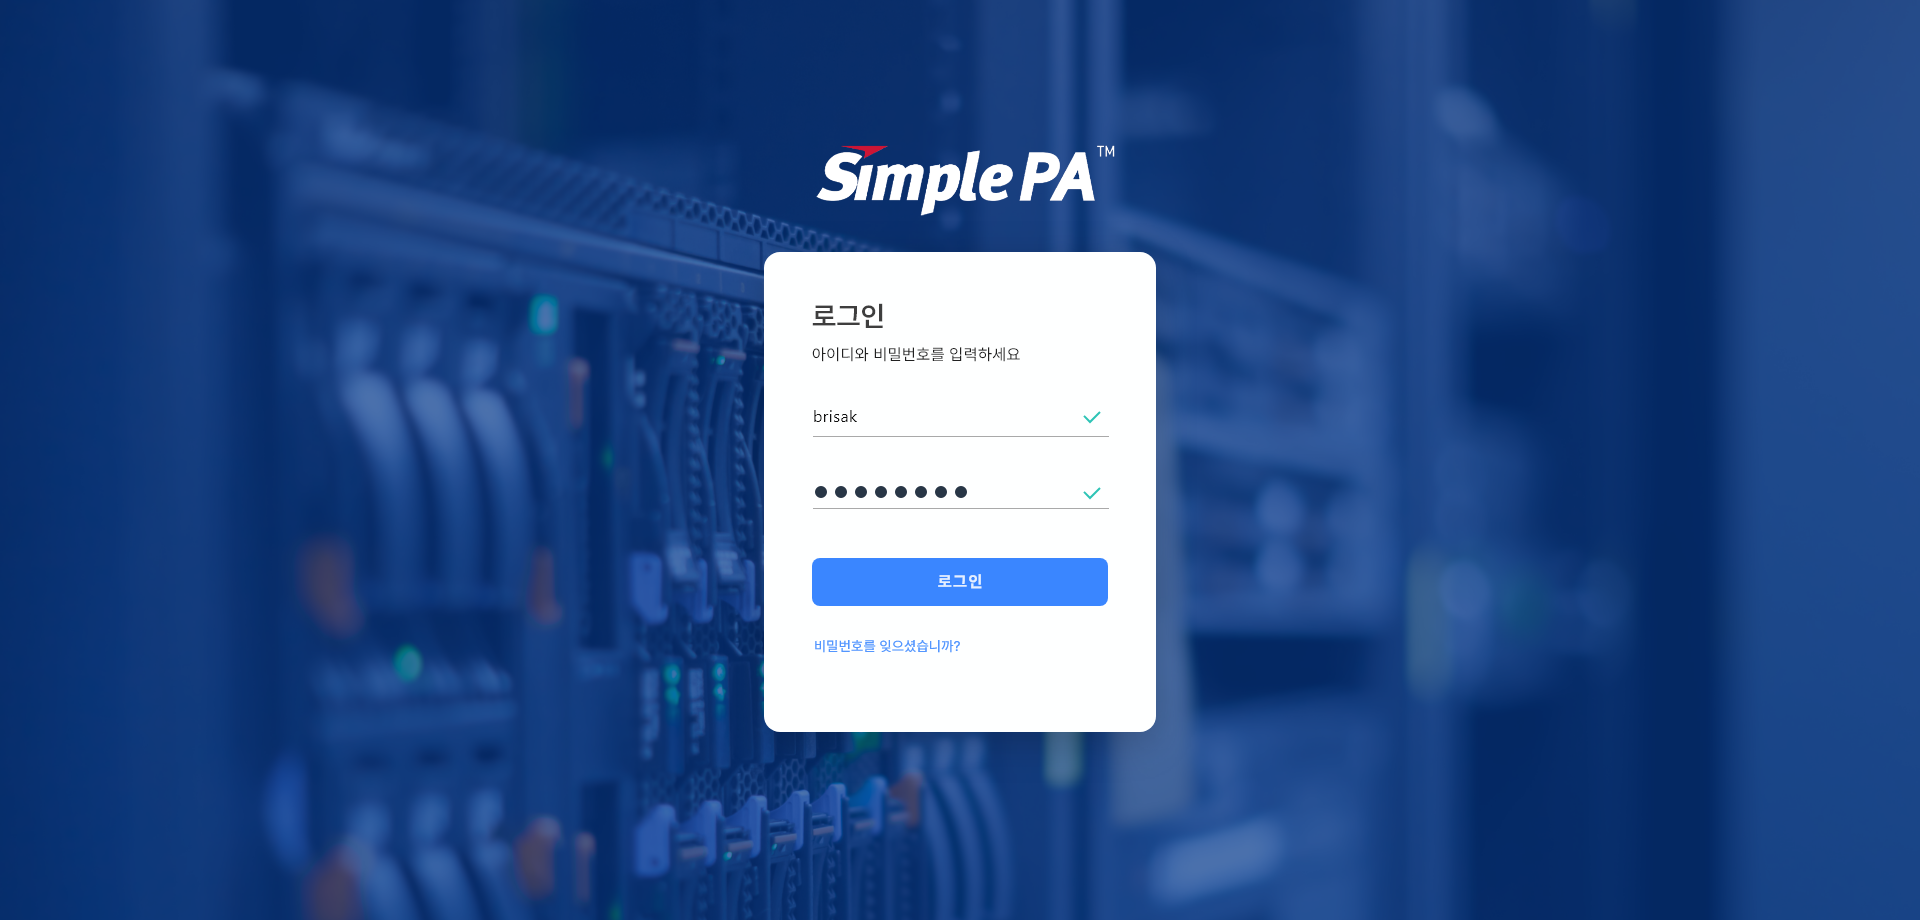 Simple PA™
로그인
아이디와 비밀번호를 입력하세요
brisak
●●●●●●●●
로그인
비밀번호를 잊으셨습니까?